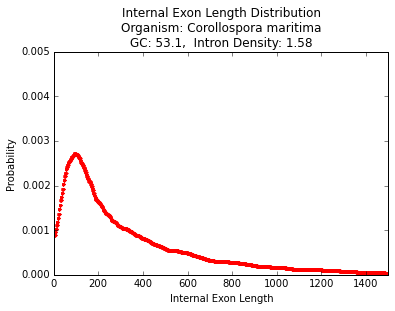 Internal Exon Length Distribution
Organism: Corollospora maritima
GC: 53.1,  Intron Density: 1.58
0.005
0.004
0.003
0.002
0.001
0.000
Probability
0
200
400
600
800
1000
1200
1400
Internal Exon Length